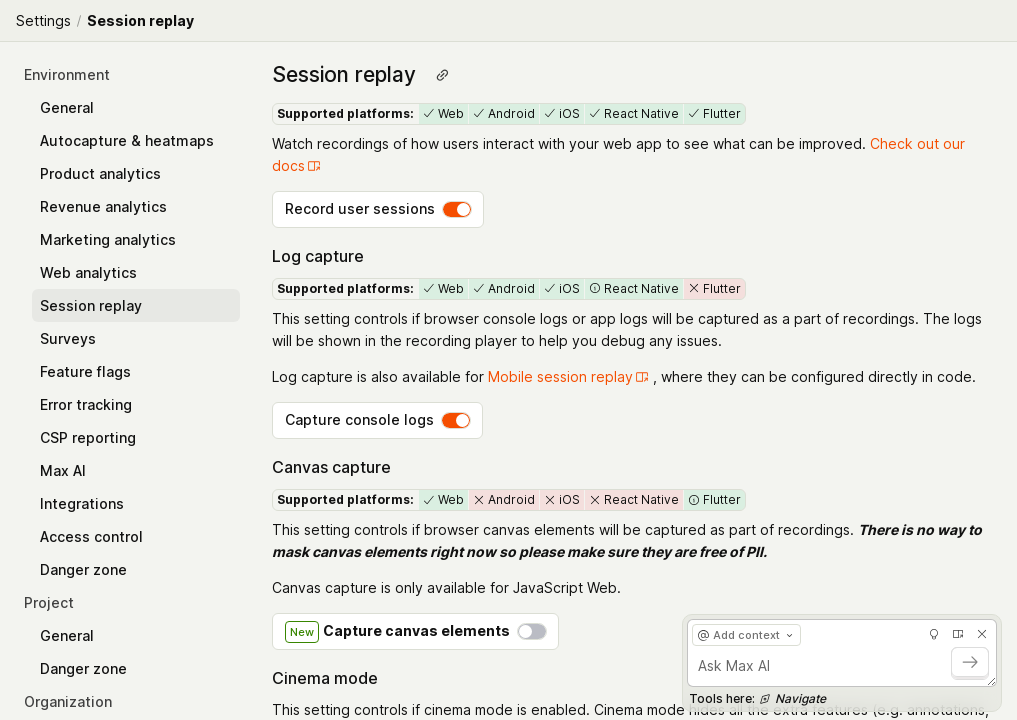 Settings / Session replay
Environment
General
Autocapture & heatmaps
Product analytics
Revenue analytics
Marketing analytics
Web analytics
Session replay
Surveys
Feature flags
Error tracking
CSP reporting
Max AI
Integrations
Access control
Danger zone
Project
General
Danger zone
Organization
Session replay
Supported platforms: Web Android iOS React Native Flutter
Watch recordings of how users interact with your web app to see what can be improved. Check out our
docs
Record user sessions
Log capture
Supported platforms: Web Android iOS React Native Flutter
This setting controls if browser console logs or app logs will be captured as a part of recordings. The logs
will be shown in the recording player to help you debug any issues.
Log capture is also available for Mobile session replay , where they can be configured directly in code.
Capture console logs
Canvas capture
Supported platforms: Web Android iOS React Native Flutter
This setting controls if browser canvas elements will be captured as part of recordings. There is no way to
mask canvas elements right now so please make sure they are free of PII.
Canvas capture is only available for JavaScript Web.
New Capture canvas elements
Cinema mode
This setting controls if cinema mode is enabled. Cinema mode hides all the extra features (e.g. annotations,
@ Add context
Ask Max AI
Tools here: Navigate